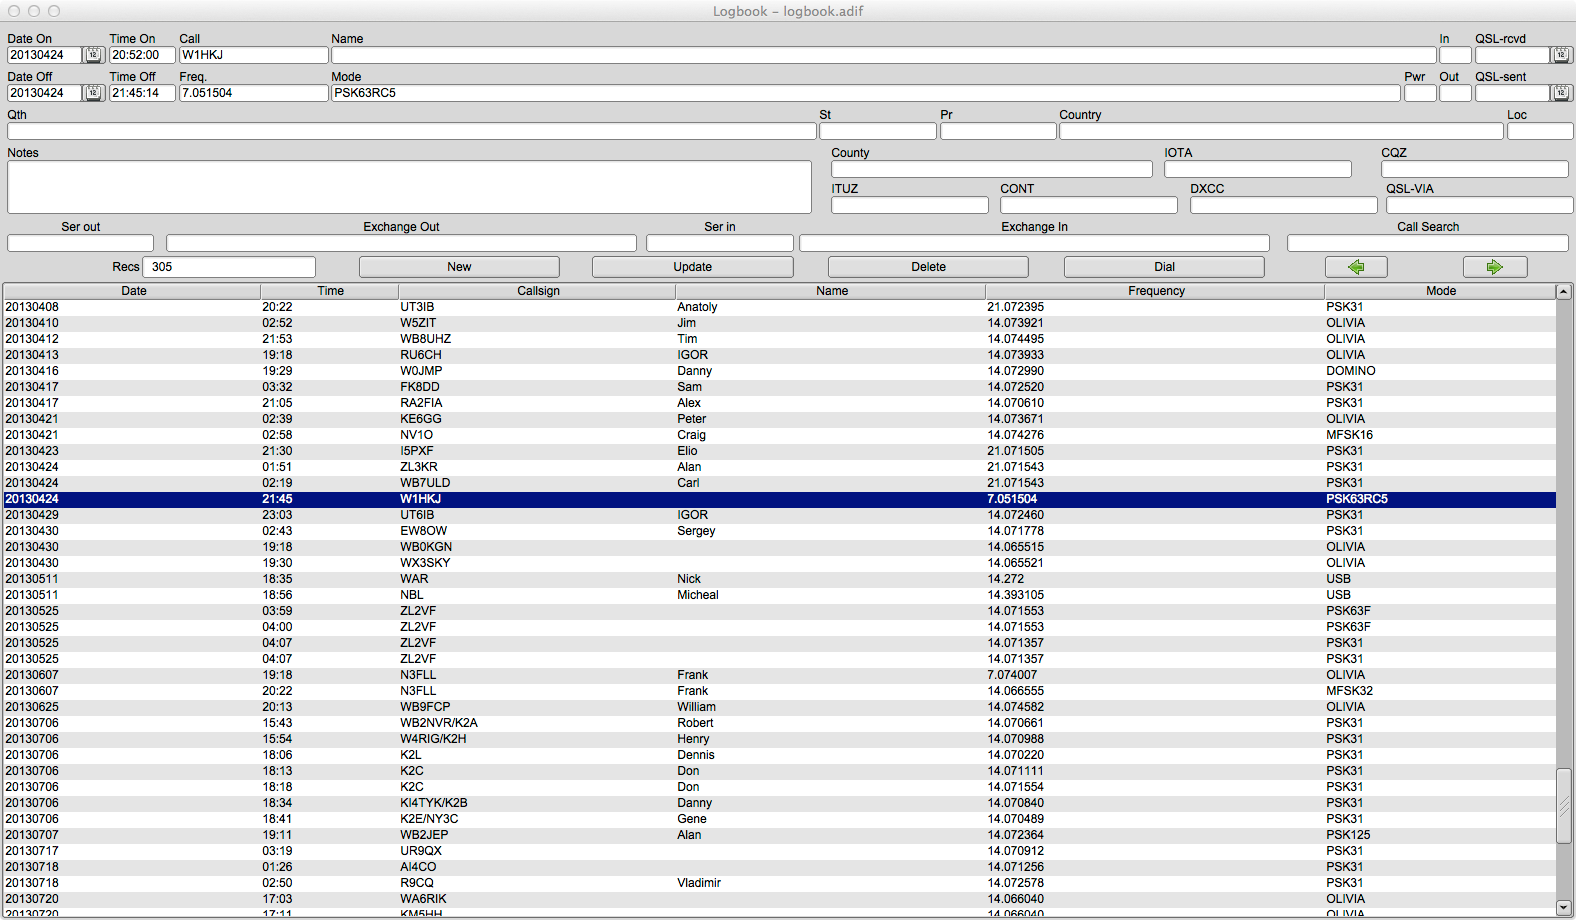 Logbook - logbook.adif
Date On Time On Call Name In QSL-rcvd
20130424 12 20:52:00 W1HKJ 12
Date Off Time Off Freq. Mode Pwr Out QSL-sent
20130424 12 21:45:14 7.051504 PSK63RC5 12
Qth St Pr Country Loc
Notes County IOTA CQZ
ITUZ CONT DXCC QSL-VIA
Ser out Exchange Out Ser in Exchange In Call Search
Recs 305 New Update Delete Dial
Date Time Callsign Name Frequency Mode
20130408 20:22 UT3IB Anatoly 21.072395 PSK31
20130410 02:52 W5ZIT Jim 14.073921 OLIVIA
20130412 21:53 WB8UHZ Tim 14.074495 OLIVIA
20130413 19:18 RU6CH IGOR 14.073933 OLIVIA
20130416 19:29 W0JMP Danny 14.072990 DOMINO
20130417 03:32 FK8DD Sam 14.072520 PSK31
20130417 21:05 RA2FIA Alex 14.070610 PSK31
20130421 02:39 KE6GG Peter 14.073671 OLIVIA
20130421 02:58 NV1O Craig 14.074276 MFSK16
20130423 21:30 I5PXF Elio 21.071505 PSK31
20130424 01:51 ZL3KR Alan 21.071543 PSK31
20130424 02:19 WB7ULD Carl 21.071543 PSK31
20130424 21:45 W1HKJ 7.051504 PSK63RC5
20130429 23:03 UT6IB IGOR 14.072460 PSK31
20130430 02:43 EW8OW Sergey 14.071778 PSK31
20130430 19:18 WB0KGN 14.065515 OLIVIA
20130430 19:30 WX3SKY 14.065521 OLIVIA
20130511 18:35 WAR Nick 14.272 USB
20130511 18:56 NBL Micheal 14.393105 USB
20130525 03:59 ZL2VF 14.071553 PSK63F
20130525 04:00 ZL2VF 14.071553 PSK63F
20130525 04:07 ZL2VF 14.071357 PSK31
20130525 04:07 ZL2VF 14.071357 PSK31
20130607 19:18 N3FLL Frank 7.074007 OLIVIA
20130607 20:22 N3FLL Frank 14.066555 MFSK32
20130625 20:13 WB9FCP William 14.074582 OLIVIA
20130706 15:43 WB2NVR/K2A Robert 14.070661 PSK31
20130706 15:54 W4RIG/K2H Henry 14.070988 PSK31
20130706 18:06 K2L Dennis 14.070220 PSK31
20130706 18:13 K2C Don 14.071111 PSK31
20130706 18:18 K2C Don 14.071554 PSK31
20130706 18:34 KI4TYK/K2B Danny 14.070840 PSK31
20130706 18:41 K2E/NY3C Gene 14.070489 PSK31
20130707 19:11 WB2JEP Alan 14.072364 PSK125
20130717 03:19 UR9QX 14.070912 PSK31
20130718 01:26 AI4CO 14.071256 PSK31
20130718 02:50 R9CQ Vladimir 14.072578 PSK31
20130720 17:03 WA6RIK 14.066040 OLIVIA
20130720 17:11 KM5HH 14.066040 OLIVIA